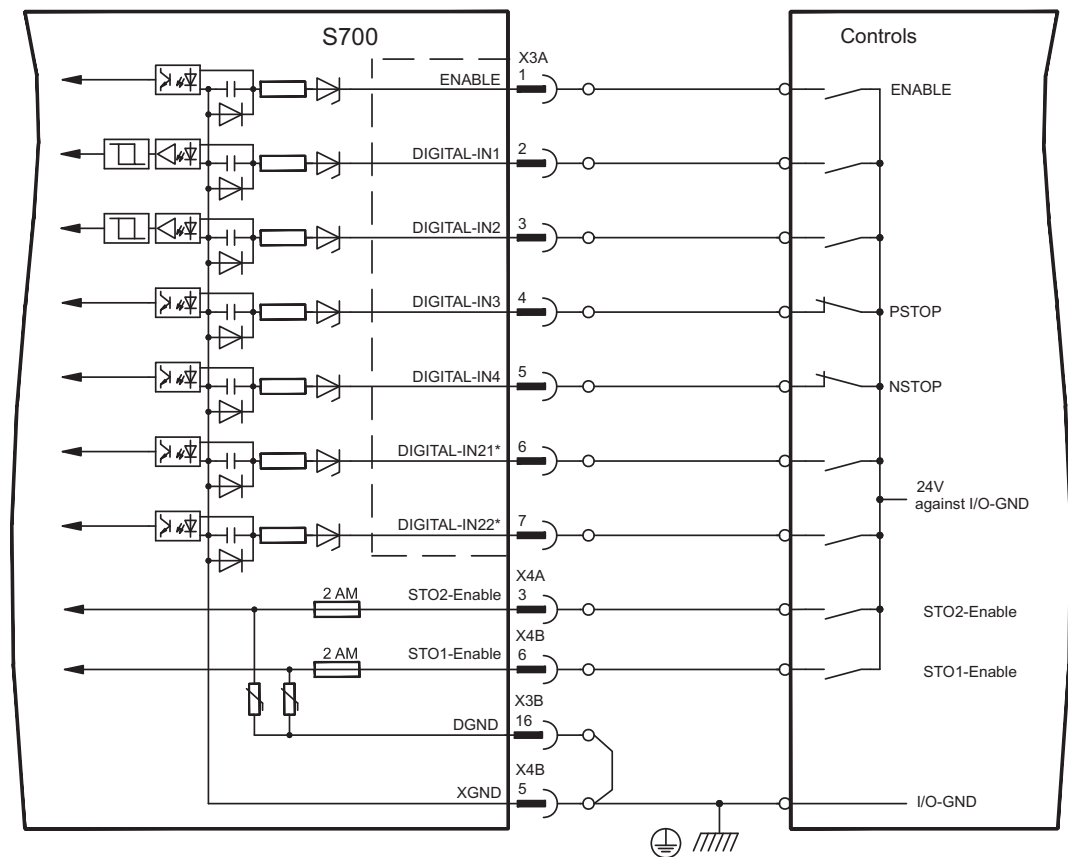 S700
Controls
X3A
ENABLE
1
ENABLE
DIGITAL-IN1
2
DIGITAL-IN2
3
DIGITAL-IN3
4
PSTOP
DIGITAL-IN4
5
NSTOP
DIGITAL-IN21*
6
24V
against I/O-GND
DIGITAL-IN22*
7
X4A
2 AM
STO2-Enable
3
STO2-Enable
X4B
2 AM
STO1-Enable
6
STO1-Enable
X3B
DGND
16
X4B
XGND
5
I/O-GND